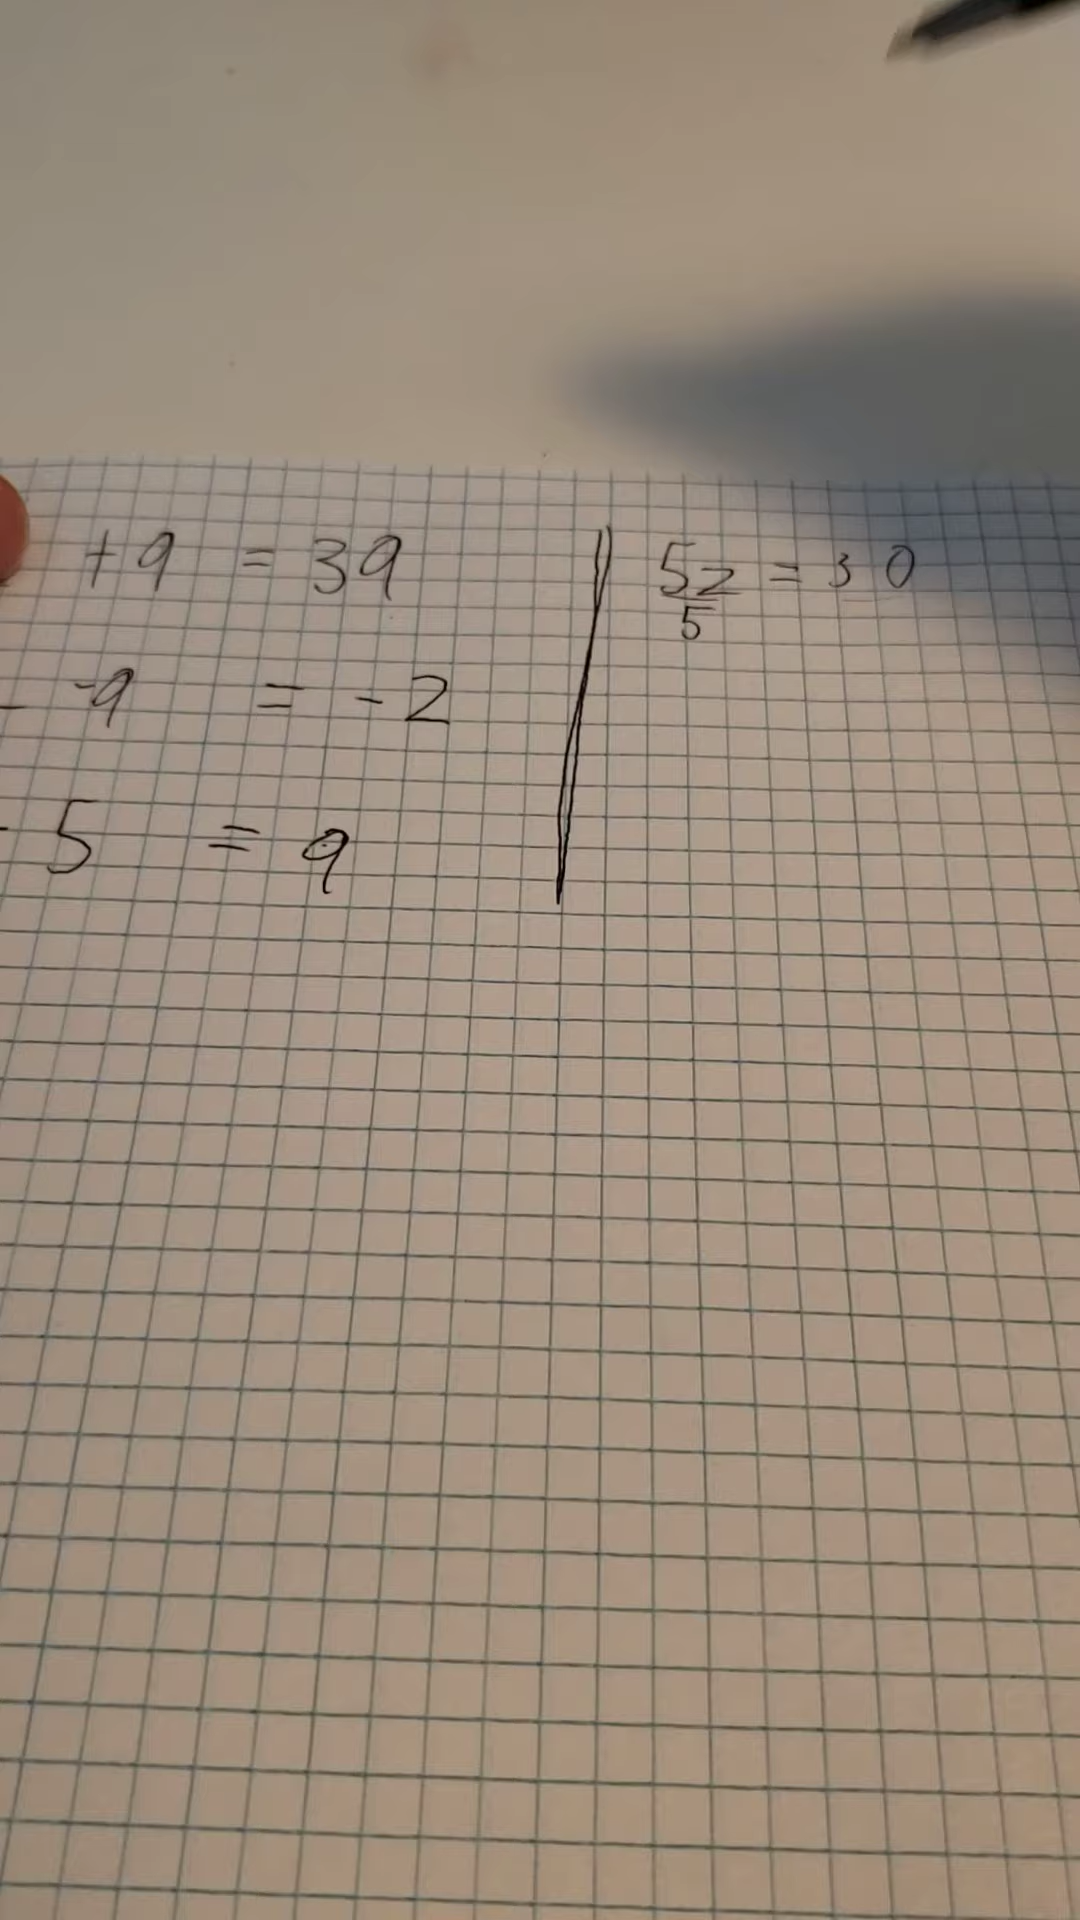 +9 = 39
- -9 = -2
- 5 = 9
5z = 30
5